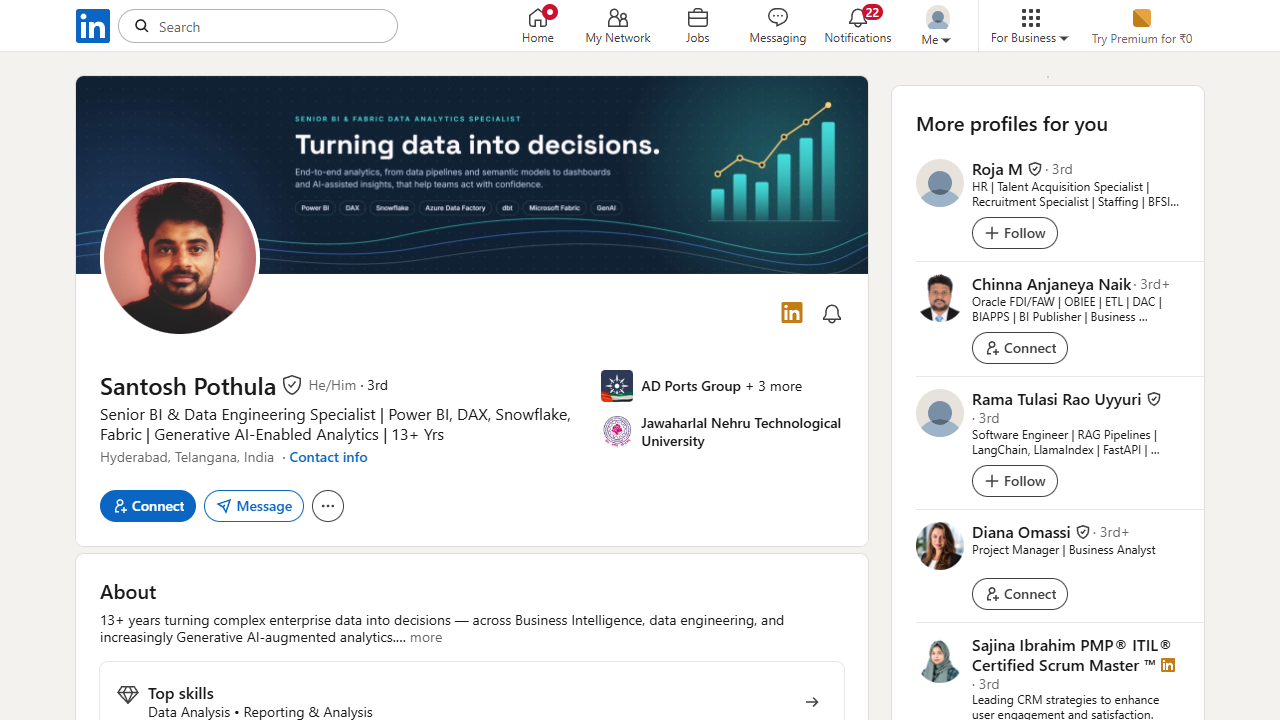 in
Search
Home
My Network
Jobs
Messaging
22
Notifications
Me
For Business
Try Premium for ₹0
SENIOR BI & FABRIC DATA ANALYTICS SPECIALIST
Turning data into decisions.
End-to-end analytics, from data pipelines and semantic models to dashboards
and AI-assisted insights, that help teams act with confidence.
Power BI DAX Snowflake Azure Data Factory dbt Microsoft Fabric GenAI
in
Santosh Pothula He/Him · 3rd
Senior BI & Data Engineering Specialist | Power BI, DAX, Snowflake,
Fabric | Generative AI-Enabled Analytics | 13+ Yrs
Hyderabad, Telangana, India · Contact info
AD Ports Group + 3 more
Jawaharlal Nehru Technological
University
Connect
Message
About
13+ years turning complex enterprise data into decisions — across Business Intelligence, data engineering, and
increasingly Generative AI-augmented analytics.... more
Top skills
Data Analysis • Reporting & Analysis
More profiles for you
Roja M · 3rd
HR | Talent Acquisition Specialist |
Recruitment Specialist | Staffing | BFSI...
Follow
Chinna Anjaneya Naik · 3rd+
Oracle FDI/FAW | OBIEE | ETL | DAC |
BIAPPS | BI Publisher | Business ...
Connect
Rama Tulasi Rao Uyyuri
· 3rd
Software Engineer | RAG Pipelines |
LangChain, LlamaIndex | FastAPI | ...
Follow
Diana Omassi · 3rd+
Project Manager | Business Analyst
Connect
Sajina Ibrahim PMP® ITIL®
Certified Scrum Master ™ in
· 3rd
Leading CRM strategies to enhance
user engagement and satisfaction.